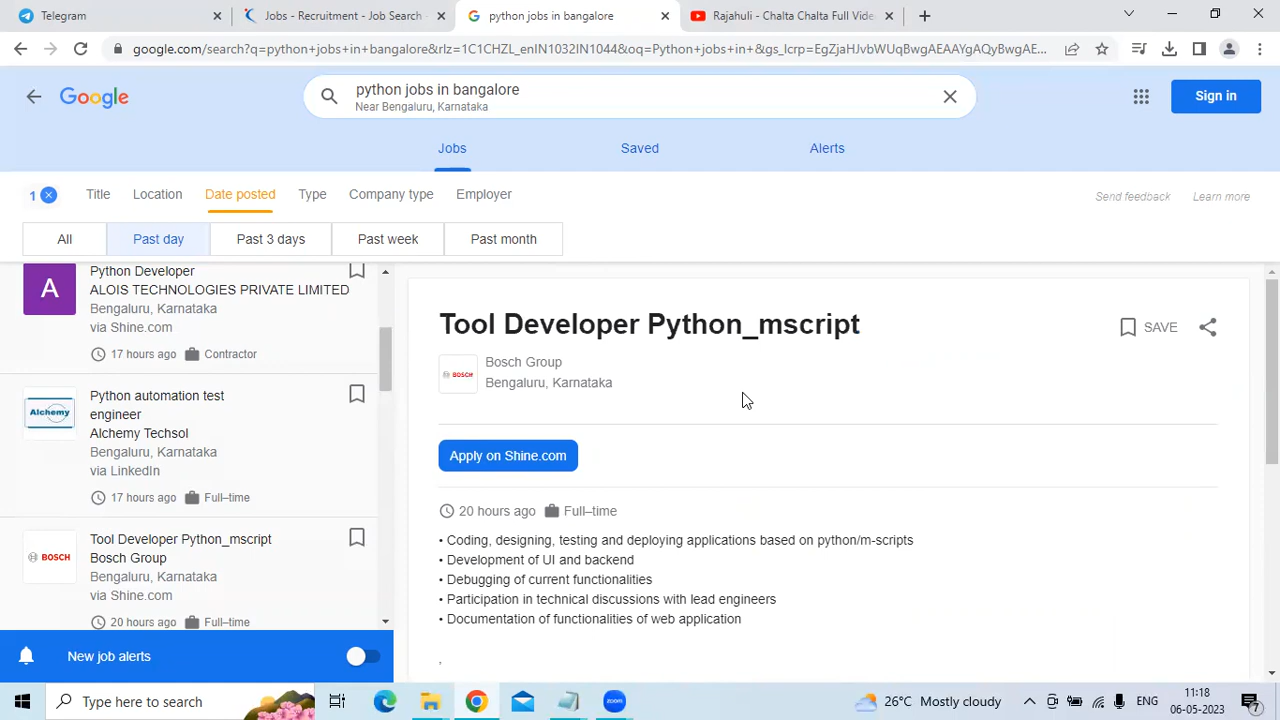 Telegram
Jobs - Recruitment - Job Search -
python jobs in bangalore
Rajahuli - Chalta Chalta Full Vide
google.com/search?q=python+jobs+in+bangalore&rlz=1C1CHZL_enIN1032IN1044&oq=Python+jobs+in+&gs_lcrp=EgZjaHJvbWUqBwgAEAAYgAQyBwgAE...
Google
python jobs in bangalore
Near Bengaluru, Karnataka
Sign in
Jobs
Saved
Alerts
1
Title
Location
Date posted
Type
Company type
Employer
Send feedback
Learn more
All
Past day
Past 3 days
Past week
Past month
A
Python Developer
ALOIS TECHNOLOGIES PRIVATE LIMITED
Bengaluru, Karnataka
via Shine.com
17 hours ago
Contractor
Alchemy
Python automation test
engineer
Alchemy Techsol
Bengaluru, Karnataka
via LinkedIn
17 hours ago
Full–time
BOSCH
Tool Developer Python_mscript
Bosch Group
Bengaluru, Karnataka
via Shine.com
20 hours ago
Full–time
New job alerts
Tool Developer Python_mscript
SAVE
BOSCH
Bosch Group
Bengaluru, Karnataka
Apply on Shine.com
20 hours ago
Full–time
• Coding, designing, testing and deploying applications based on python/m-scripts
• Development of UI and backend
• Debugging of current functionalities
• Participation in technical discussions with lead engineers
• Documentation of functionalities of web application
,
Type here to search
zoom
26°C Mostly cloudy
ENG
11:18
06-05-2023
7